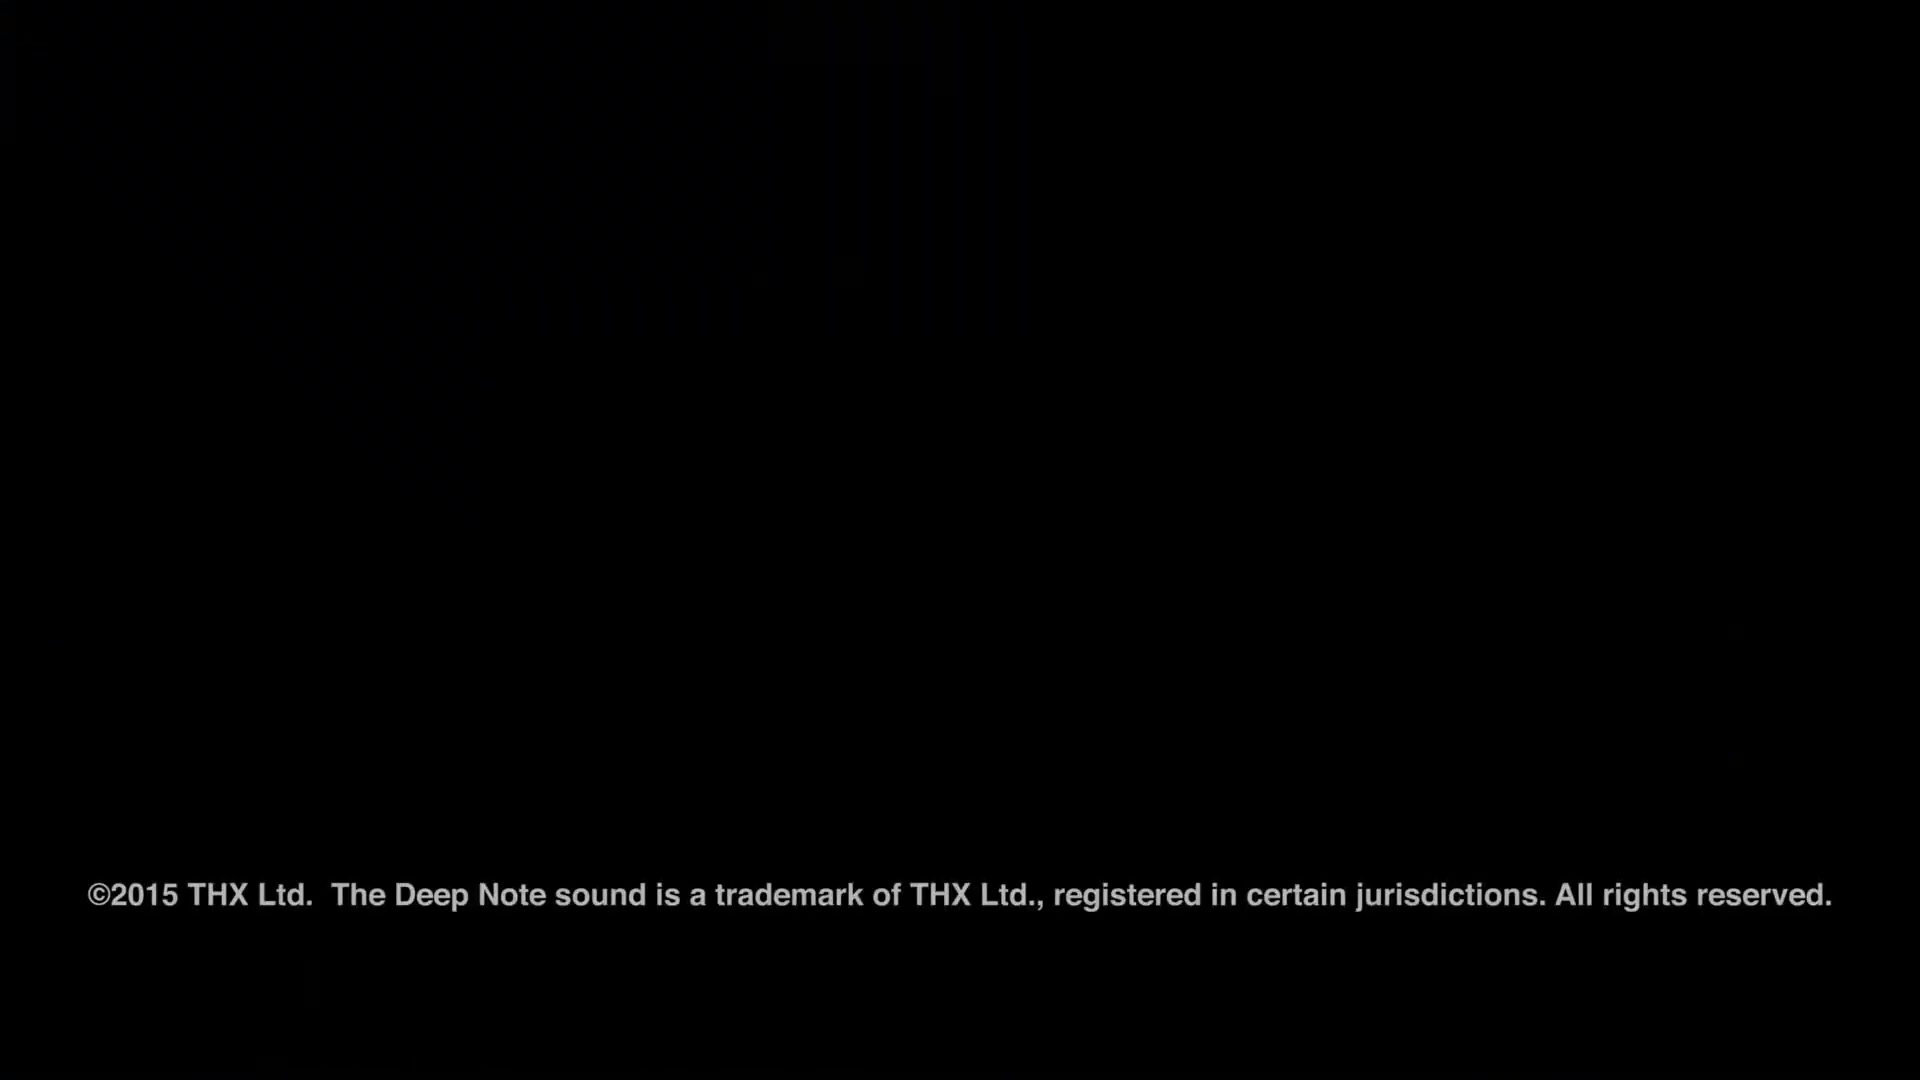 ©2015 THX Ltd.  The Deep Note sound is a trademark of THX Ltd., registered in certain jurisdictions. All rights reserved.